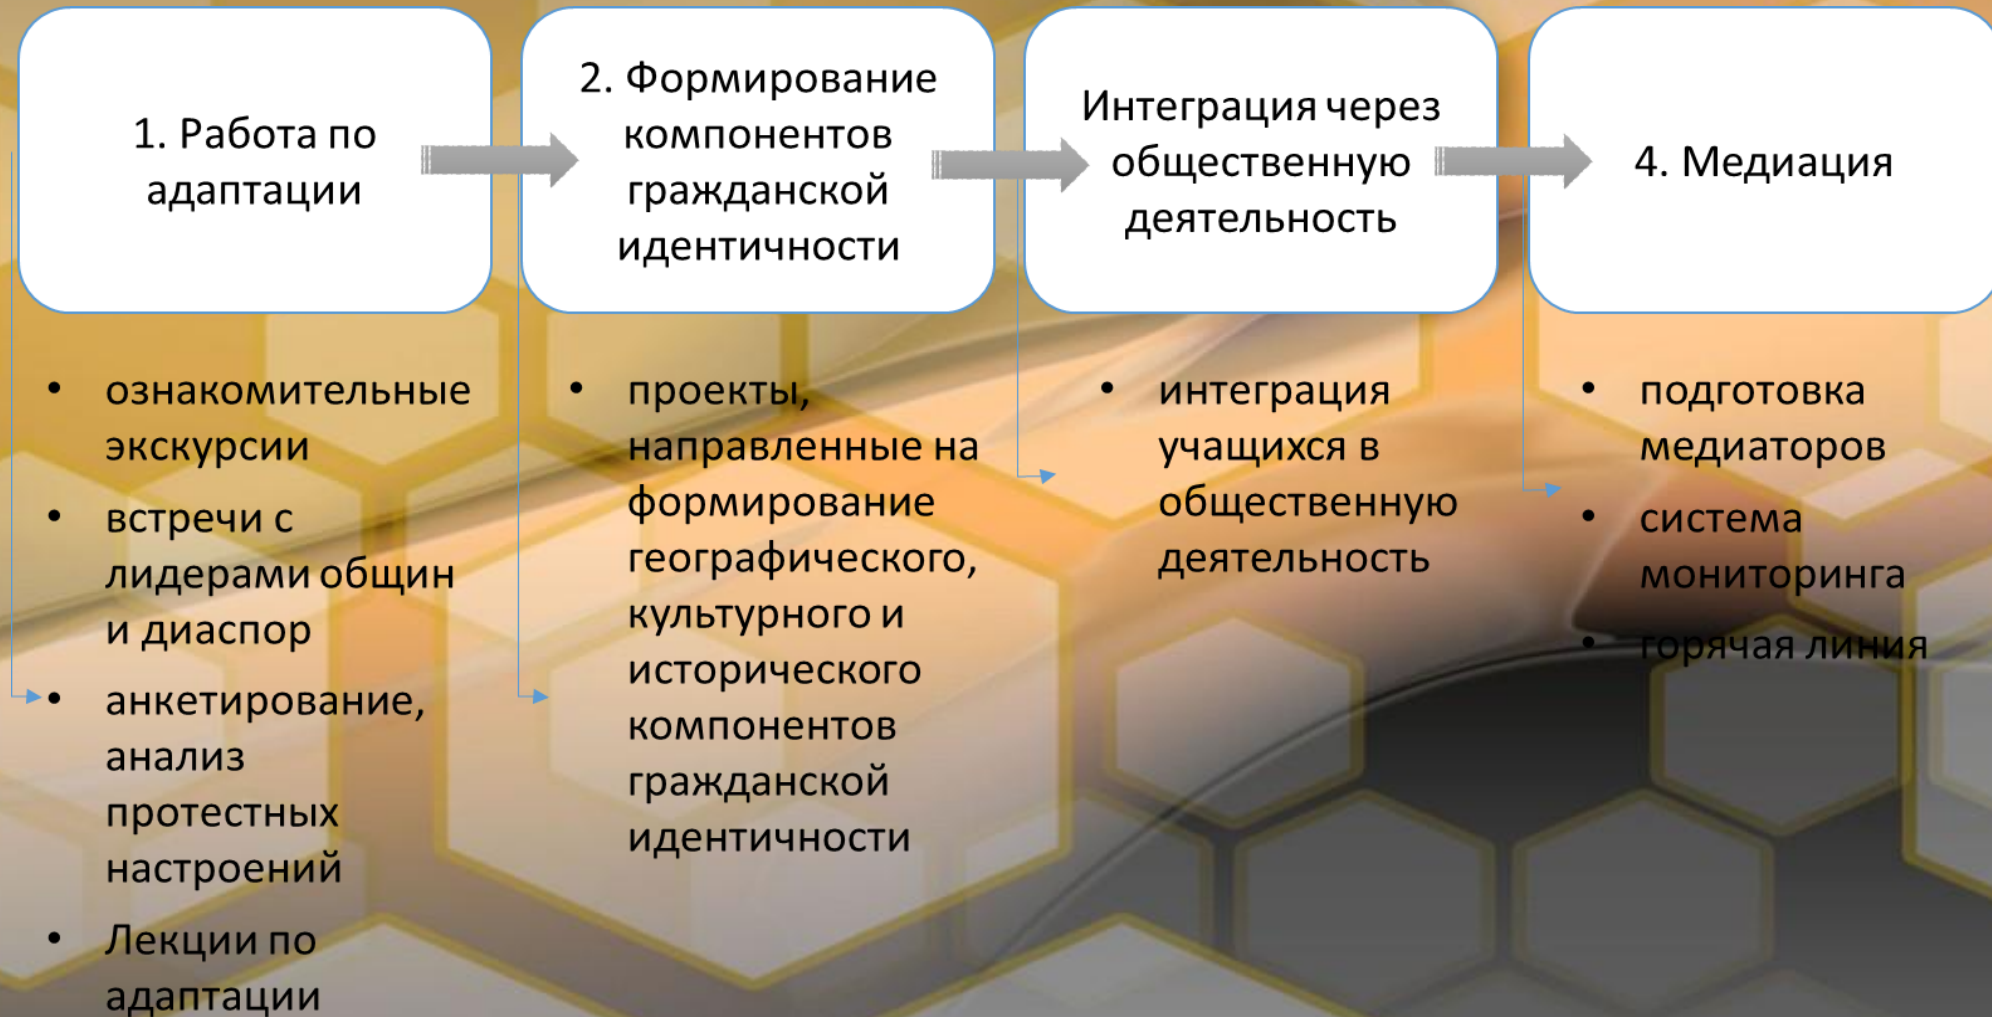 1. Работа по
адаптации
2. Формирование
компонентов
гражданской
идентичности
Интеграция через
общественную
деятельность
4. Медиация
• ознакомительные
экскурсии
• встречи с
лидерами общин
и диаспор
• анкетирование,
анализ
протестных
настроений
• Лекции по
адаптации
• проекты,
направленные на
формирование
географического,
культурного и
исторического
компонентов
гражданской
идентичности
• интеграция
учащихся в
общественную
деятельность
• подготовка
медиаторов
• система
мониторинга
• горячая линия